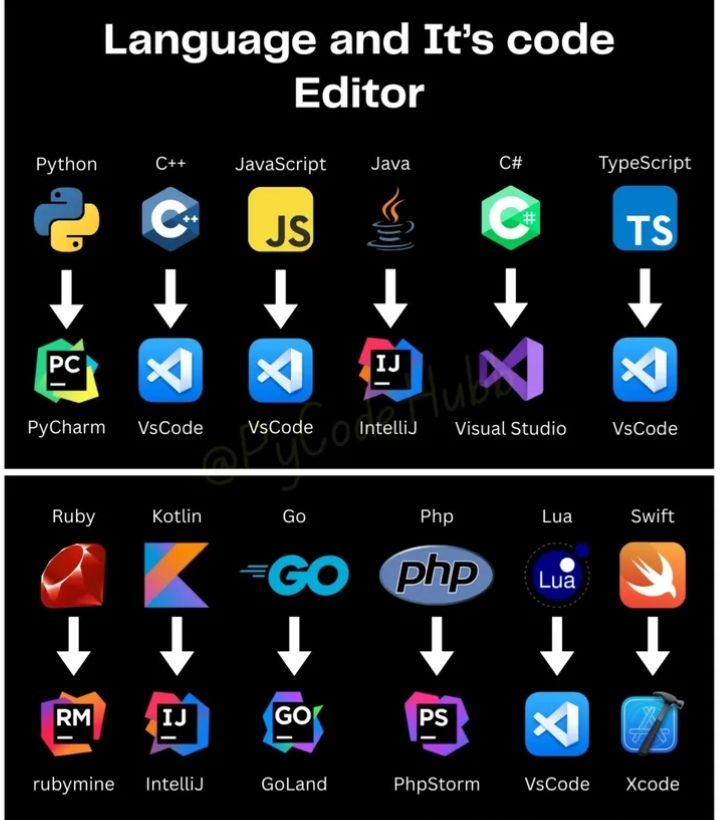 Language and It's code
Editor
Python C++ JavaScript Java C# TypeScript
C++ JS C# TS
PC IJ
PyCharm VsCode VsCode IntelliJ Visual Studio VsCode
@PyCodeHubb
Ruby Kotlin Go Php Lua Swift
GO php Lua
RM IJ GO PS
rubymine IntelliJ GoLand PhpStorm VsCode Xcode